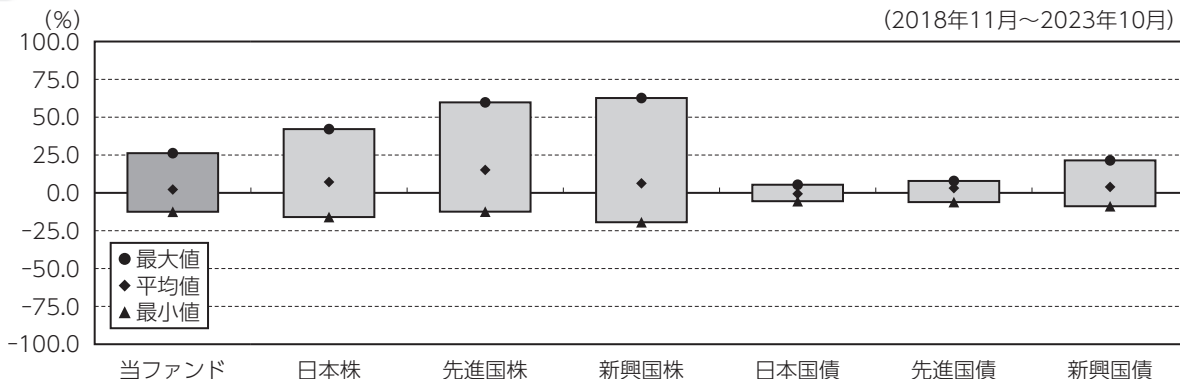 (%)
(2018年11月～2023年10月)
100.0
75.0
50.0
25.0
0.0
-25.0
-50.0
-75.0
-100.0
●最大値
◆平均値
▲最小値
当ファンド 日本株 先進国株 新興国株 日本国債 先進国債 新興国債